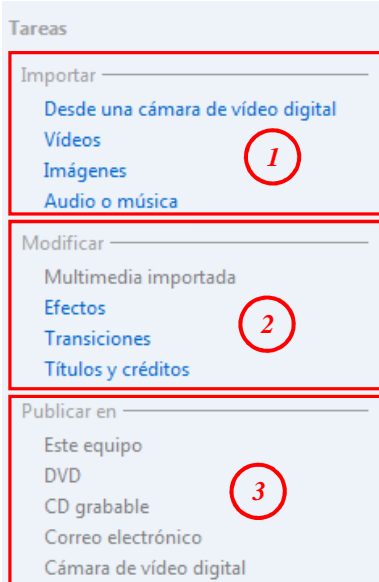 Tareas
Importar
Desde una cámara de vídeo digital
Vídeos
Imágenes
1
Audio o música
Modificar
Multimedia importada
Efectos
2
Transiciones
Títulos y créditos
Publicar en
Este equipo
DVD
3
CD grabable
Correo electrónico
Cámara de vídeo digital